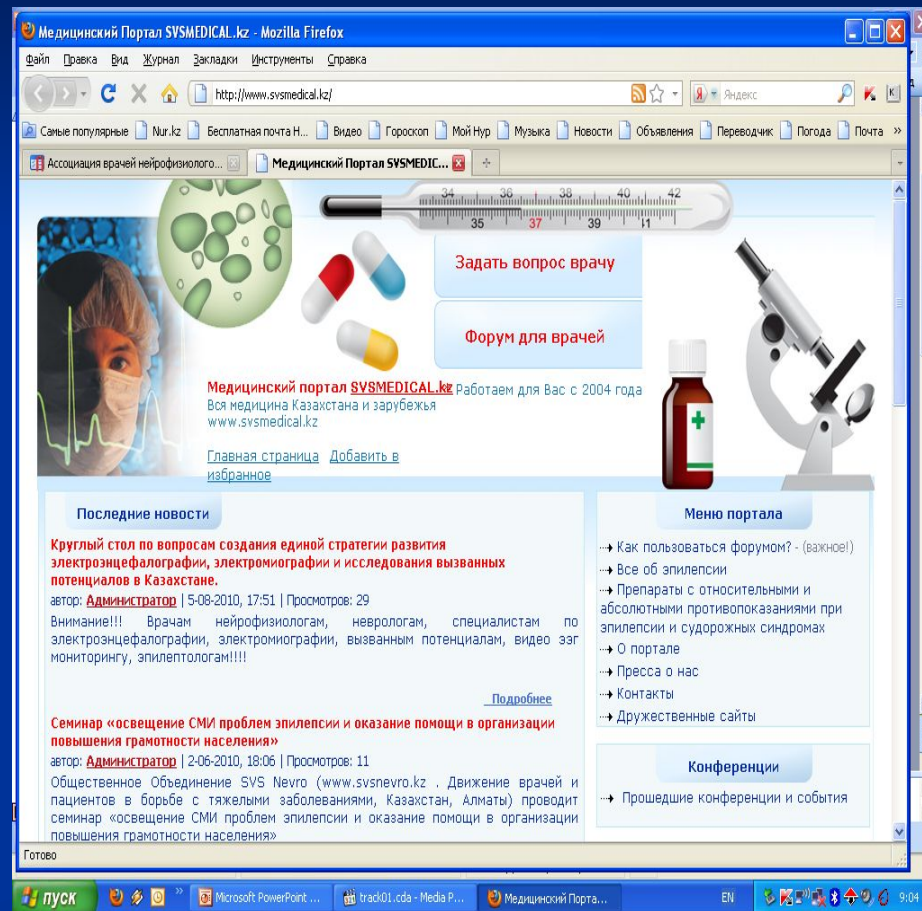 Медицинский Портал SVSMEDICAL.kz - Mozilla Firefox
Файл Правка Вид Журнал Закладки Инструменты Справка
http://www.svsmedical.kz/ Яндекс
Самые популярные Nur.kz Бесплатная почта Н... Видео Гороскоп Мой Нур Музыка Новости Объявления Переводчик Погода Почта »
Ассоциация врачей нейрофизиолого... Медицинский Портал SVSMEDIC...
34 36 38 40 42
35 37 39 41
Задать вопрос врачу
Форум для врачей
Медицинский портал SVSMEDICAL.kz Работаем для Вас с 2004 года
Вся медицина Казахстана и зарубежья
www.svsmedical.kz
Главная страница Добавить в
избранное
Последние новости
Круглый стол по вопросам создания единой стратегии развития
электроэнцефалографии, электромиографии и исследования вызванных
потенциалов в Казахстане.
автор: Администратор | 5-08-2010, 17:51 | Просмотров: 29
Внимание!!! Врачам нейрофизиологам, неврологам, специалистам по
электроэнцефалографии, электромиографии, вызванным потенциалам, видео ээг
мониторингу, эпилептологам!!!!
Подробнее
Семинар «освещение СМИ проблем эпилепсии и оказание помощи в организации
повышения грамотности населения»
автор: Администратор | 2-06-2010, 18:06 | Просмотров: 11
Общественное Объединение SVS Nevro (www.svsnevro.kz . Движение врачей и
пациентов в борьбе с тяжелыми заболеваниями, Казахстан, Алматы) проводит
семинар «освещение СМИ проблем эпилепсии и оказание помощи в организации
повышения грамотности населения»
Меню портала
Как пользоваться форумом? - (важное!)
Все об эпилепсии
Препараты с относительными и
абсолютными противопоказаниями при
эпилепсии и судорожных синдромах
О портале
Пресса о нас
Контакты
Дружественные сайты
Конференции
Прошедшие конференции и события
Готово
пуск » Microsoft PowerPoint ... track01.cda - Media P... Медицинский Порта... EN 9:04